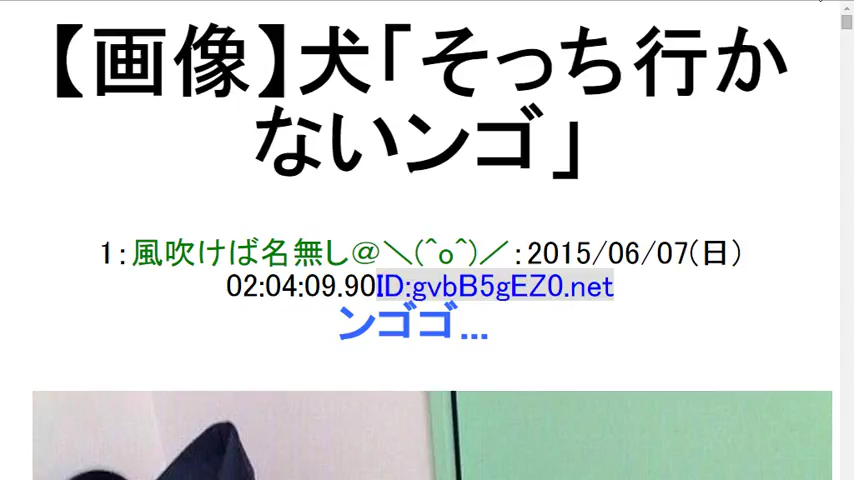 【画像】犬「そっち行か
ないンゴ」
1：風吹けば名無し＠＼(^o^)／：2015/06/07(日)
02:04:09.90ID:gvbB5gEZ0.net
ンゴゴ...